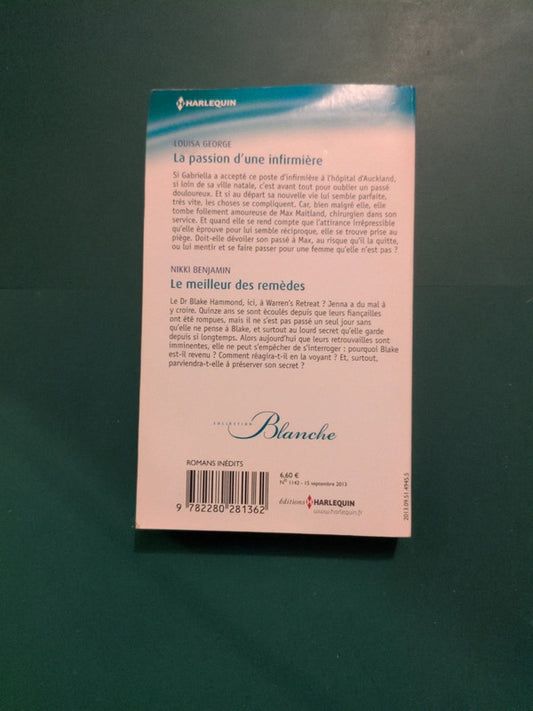 HARLEQUIN
LOUISA GEORGE
La passion d'une infirmière
Si Gabriella a accepté ce poste d'infirmière à l'hôpital d'Auckland,
si loin de sa ville natale, c'est avant tout pour oublier un passé
douloureux. Et si au départ sa nouvelle vie lui semble parfaite,
très vite, les choses se compliquent. Car, bien malgré elle, elle
tombe follement amoureuse de Max Maitland, chirurgien dans son
service. Et quand elle se rend compte que l'attirance irrépressible
qu'elle éprouve pour lui semble réciproque, elle se trouve prise au
piège. Doit-elle dévoiler son passé à Max, au risque qu'il la quitte,
ou lui mentir et se faire passer pour une femme qu'elle n'est pas ?
NIKKI BENJAMIN
Le meilleur des remèdes
Le Dr Blake Hammond, ici, à Warren's Retreat ? Jenna a du mal à
y croire. Quinze ans se sont écoulés depuis que leurs fiançailles
ont été rompues, mais il ne s'est pas passé un seul jour sans
qu'elle ne pense à Blake, et surtout au lourd secret qu'elle garde
depuis si longtemps. Alors aujourd'hui que leurs retrouvailles sont
imminentes, elle ne peut s'empêcher de s'interroger : pourquoi Blake
est-il revenu ? Comment réagira-t-il en la voyant ? Et, surtout,
parviendra-t-elle à préserver son secret ?
COLLECTION
Blanche
ROMANS INÉDITS
9 782280 281362
6,60 €
N° 1142 - 15 septembre 2013
éditions HARLEQUIN
www.harlequin.fr
2013.09.51 4945.5